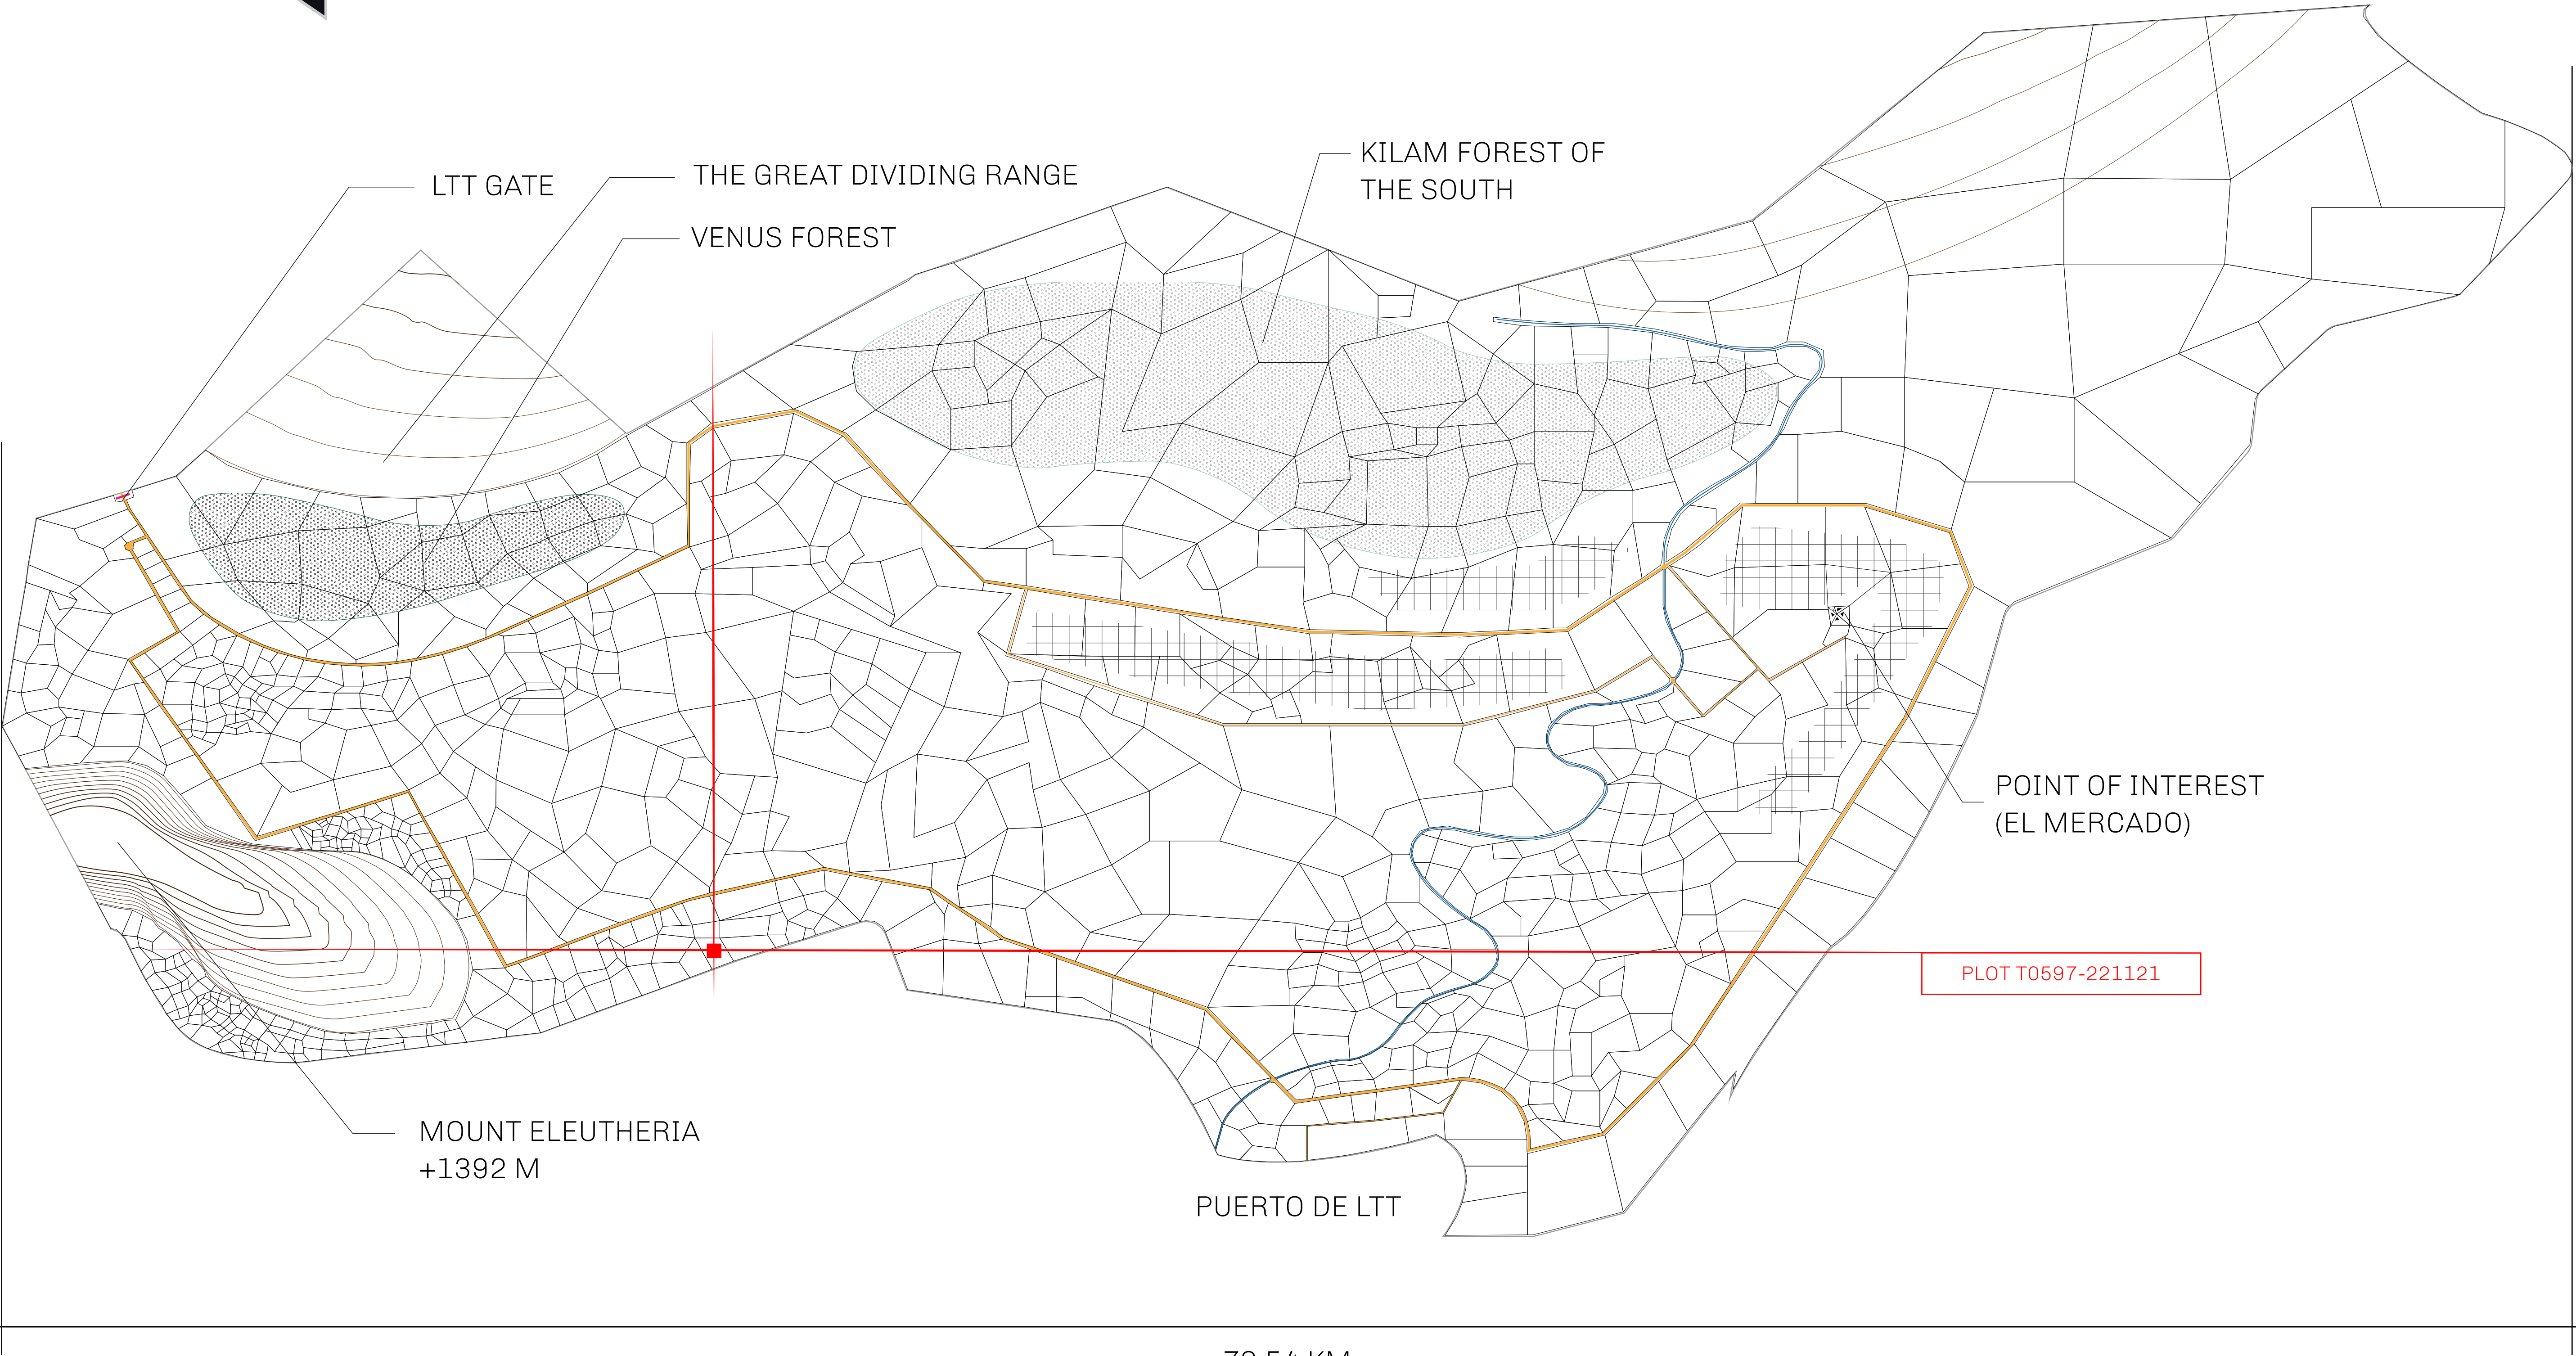 KILAM FOREST OF
THE SOUTH
THE GREAT DIVIDING RANGE
LTT GATE
VENUS FOREST
POINT OF INTEREST
(EL MERCADO)
PLOT T0597-221121
MOUNT ELEUTHERIA
+1392 M
PUERTO DE LTT